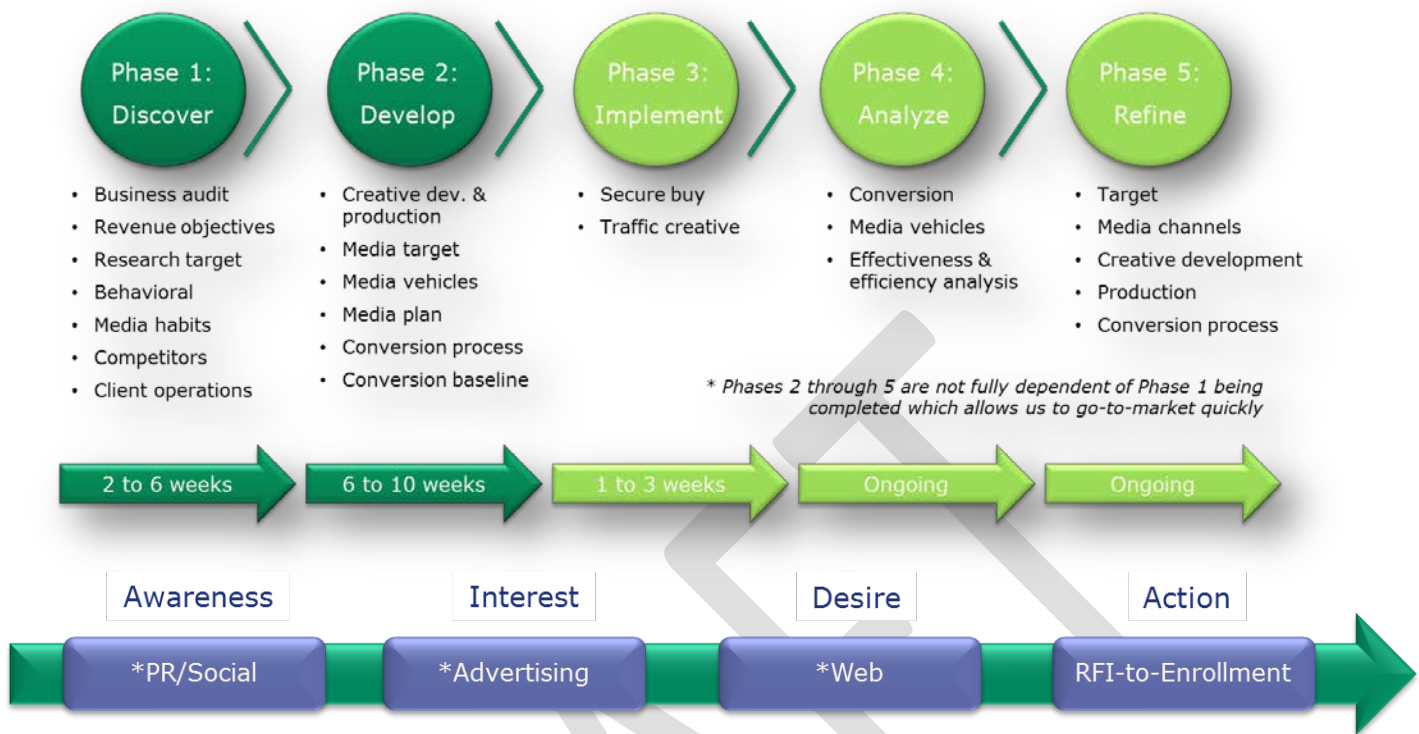 Phase 1:
Discover
Phase 2:
Develop
Phase 3:
Implement
Phase 4:
Analyze
Phase 5:
Refine
• Business audit
• Revenue objectives
• Research target
• Behavioral
• Media habits
• Competitors
• Client operations
• Creative dev. &
production
• Media target
• Media vehicles
• Media plan
• Conversion process
• Conversion baseline
• Secure buy
• Traffic creative
• Conversion
• Media vehicles
• Effectiveness &
efficiency analysis
• Target
• Media channels
• Creative development
• Production
• Conversion process
* Phases 2 through 5 are not fully dependent of Phase 1 being
completed which allows us to go-to-market quickly
2 to 6 weeks
6 to 10 weeks
1 to 3 weeks
Ongoing
Ongoing
Awareness
Interest
Desire
Action
*PR/Social
*Advertising
*Web
RFI-to-Enrollment